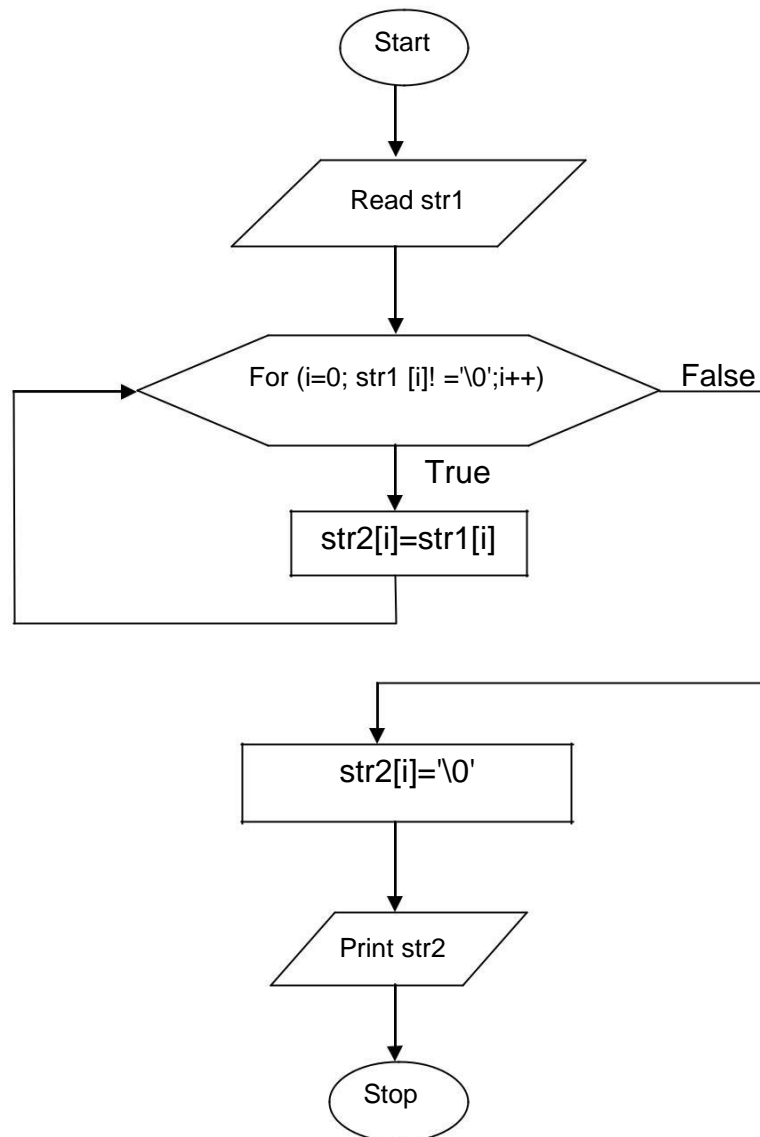 Start
Read str1
For (i=0; str1 [i]! ='\0';i++)
False
True
str2[i]=str1[i]
str2[i]='\0'
Print str2
Stop